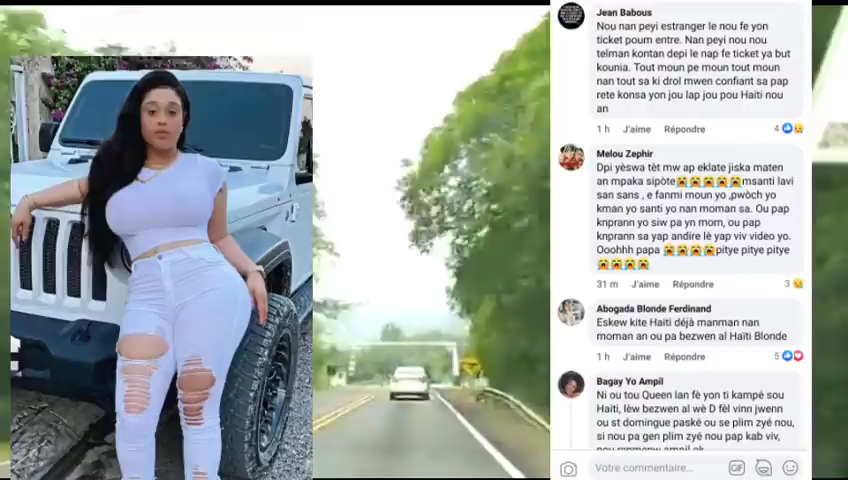 Jean Babous
Nou nan peyi estranger le nou fe yon
ticket poum entre. Nan peyi nou nou
telman kontan depi le nap fe ticket ya but
kounia. Tout moun pe moun tout moun
nan tout sa ki drol mwen confiant sa pap
rete konsa yon jou lap jou pou Haiti nou
an
1 h J'aime Répondre 4
Melou Zephir
Dpi yèswa tèt mw ap eklate jiska maten
an mpaka sipòte😭😭😭😭😭msanti lavi
san sans , e fanmi moun yo ,pwòch yo
kman yo santi yo nan moman sa. Ou pap
knprann yo siw pa yn mom, ou pap
knprann sa yap andire lè yap viv video yo.
Ooohhh papa 😭😭😭😭pitye pitye pitye
😭😭😭😭
31 m J'aime Répondre 3
Abogada Blonde Ferdinand
Eskew kite Haiti déjà manman nan
moman an ou pa bezwen al Haïti Blonde
1 h J'aime Répondre 5
Bagay Yo Ampil
Ni ou tou Queen lan fè yon ti kampé sou
Haiti, lèw bezwen al wè D fèl vinn jwenn
ou st domingue paské ou se plim zyé nou,
si nou pa gen plim zyé nou pap kab viv,
Votre commentaire...
GIF